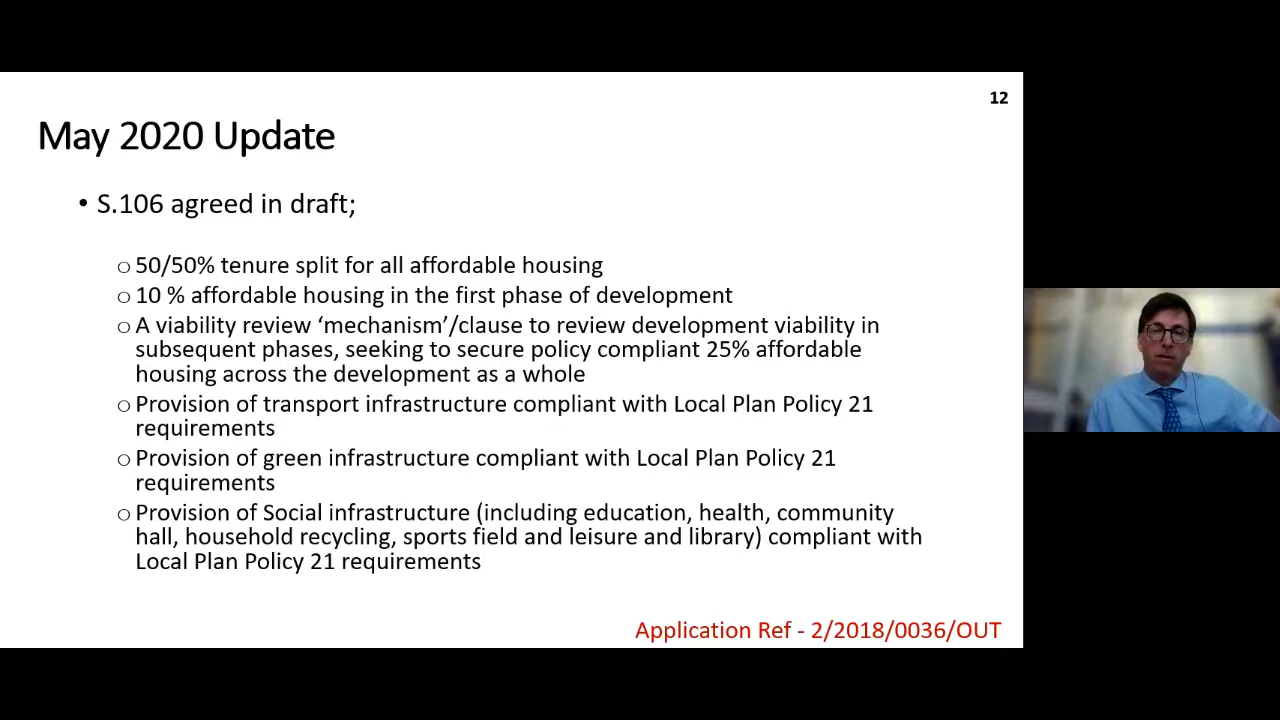 12
May 2020 Update
• S.106 agreed in draft;
○ 50/50% tenure split for all affordable housing
○ 10 % affordable housing in the first phase of development
○ A viability review ‘mechanism’/clause to review development viability in
subsequent phases, seeking to secure policy compliant 25% affordable
housing across the development as a whole
○ Provision of transport infrastructure compliant with Local Plan Policy 21
requirements
○ Provision of green infrastructure compliant with Local Plan Policy 21
requirements
○ Provision of Social infrastructure (including education, health, community
hall, household recycling, sports field and leisure and library) compliant with
Local Plan Policy 21 requirements
Application Ref - 2/2018/0036/OUT